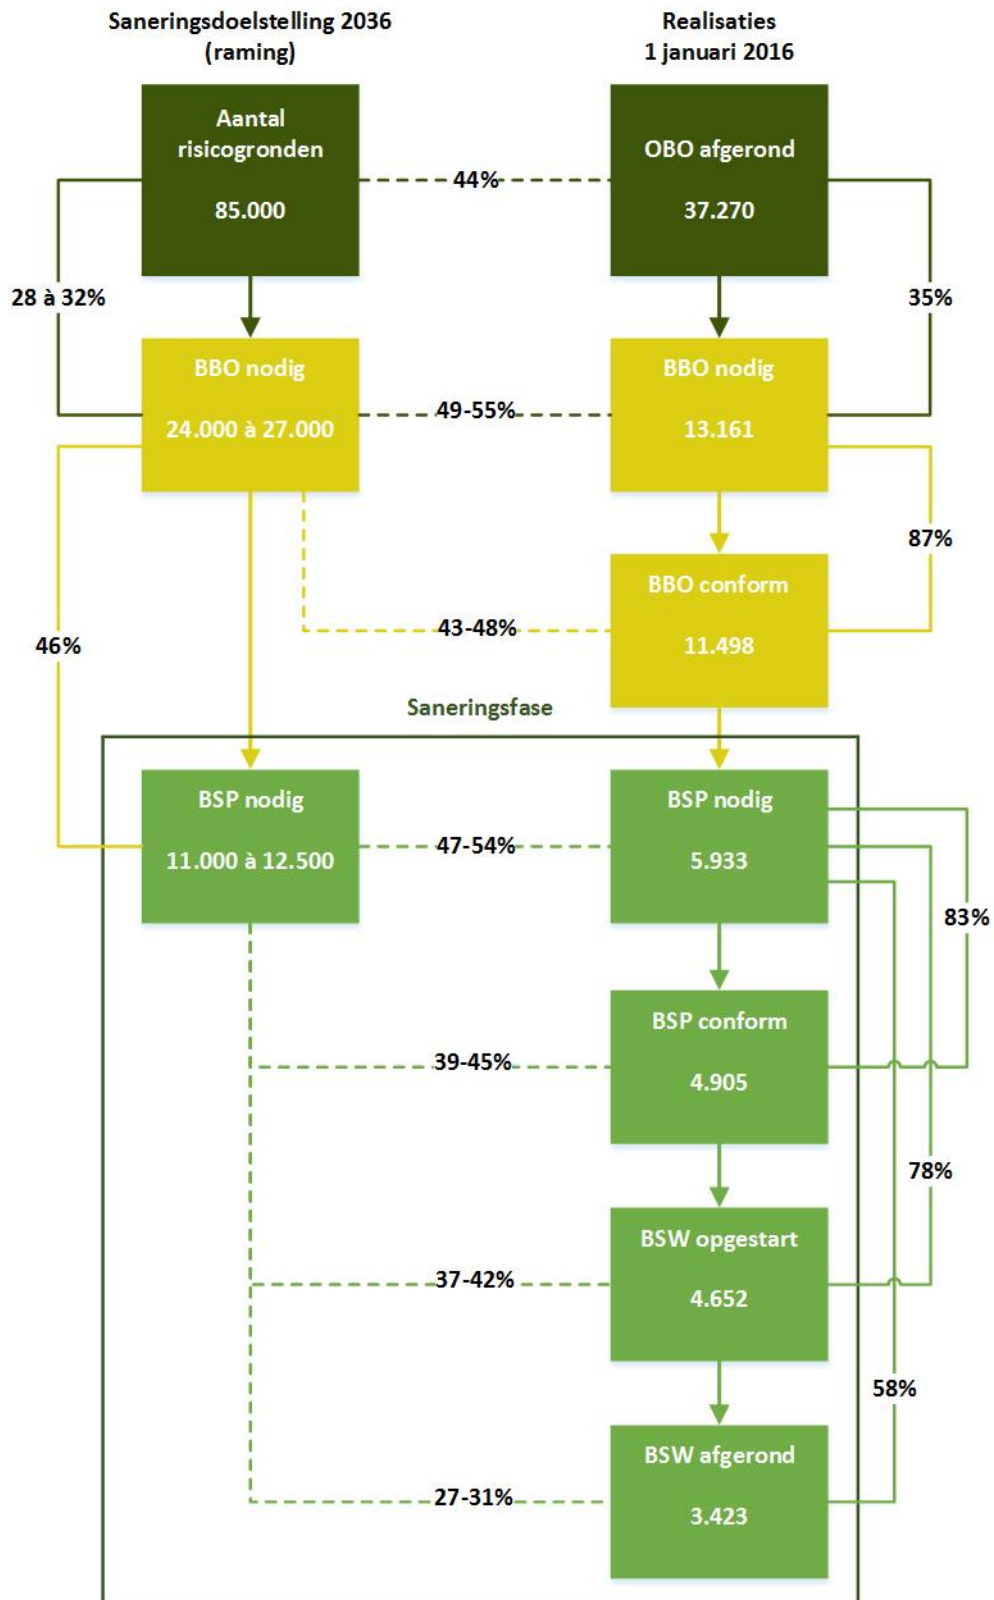 Saneringsdoelstelling 2036
(raming)
Realisaties
1 januari 2016
Aantal
risicogronden
85.000
44%
OBO afgerond
37.270
28 à 32%
35%
BBO nodig
24.000 à 27.000
49-55%
BBO nodig
13.161
87%
BBO conform
11.498
43-48%
46%
Saneringsfase
BSP nodig
11.000 à 12.500
47-54%
BSP nodig
5.933
83%
BSP conform
4.905
39-45%
78%
BSW opgestart
4.652
37-42%
58%
BSW afgerond
3.423
27-31%